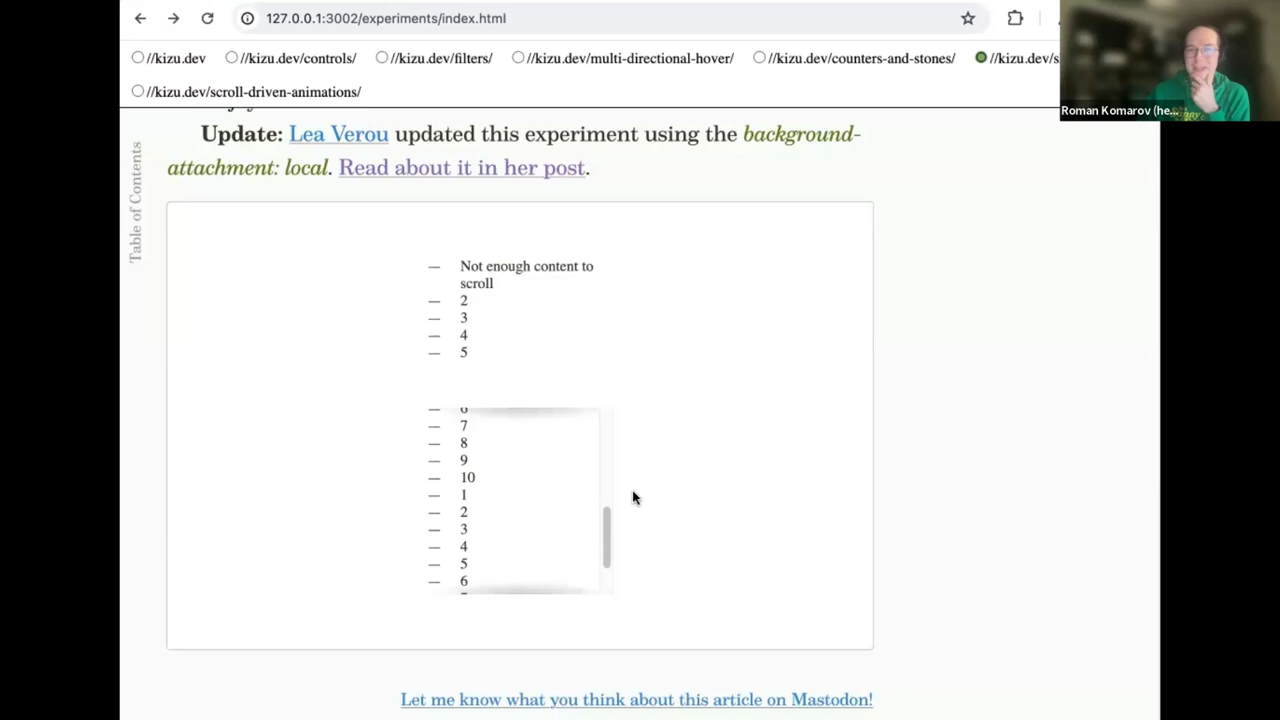 127.0.0.1:3002/experiments/index.html
//kizu.dev //kizu.dev/controls/ //kizu.dev/filters/ //kizu.dev/multi-directional-hover/ //kizu.dev/counters-and-stones/ //kizu.dev/s
//kizu.dev/scroll-driven-animations/
Roman Komarov (he...
Update: Lea Verou updated this experiment using the background-
attachment: local. Read about it in her post.
Table of Contents
— Not enough content to
scroll
— 2
— 3
— 4
— 5
— 6
— 7
— 8
— 9
— 10
— 1
— 2
— 3
— 4
— 5
— 6
Let me know what you think about this article on Mastodon!